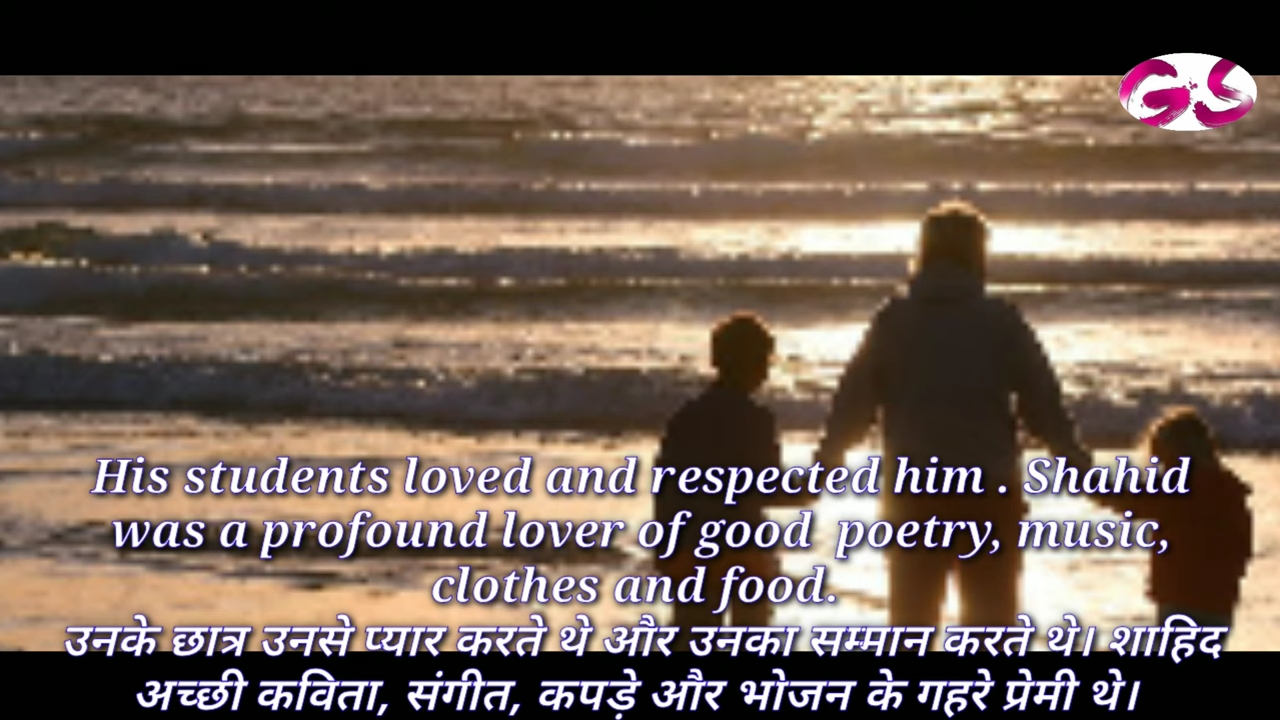 GS
His students loved and respected him . Shahid
was a profound lover of good  poetry, music,
clothes and food.
उनके छात्र उनसे प्यार करते थे और उनका सम्मान करते थे। शाहिद
अच्छी कविता, संगीत, कपड़े और भोजन के गहरे प्रेमी थे।